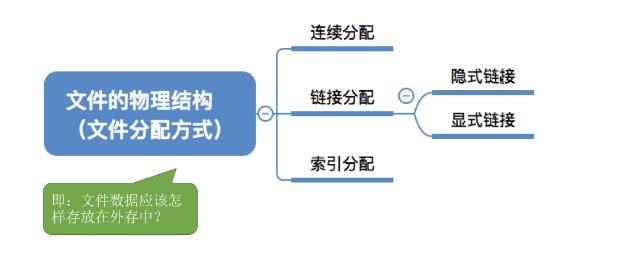 连续分配
文件的物理结构
（文件分配方式）
链接分配
隐式链接
显式链接
索引分配
即：文件数据应该怎
样存放在外存中？